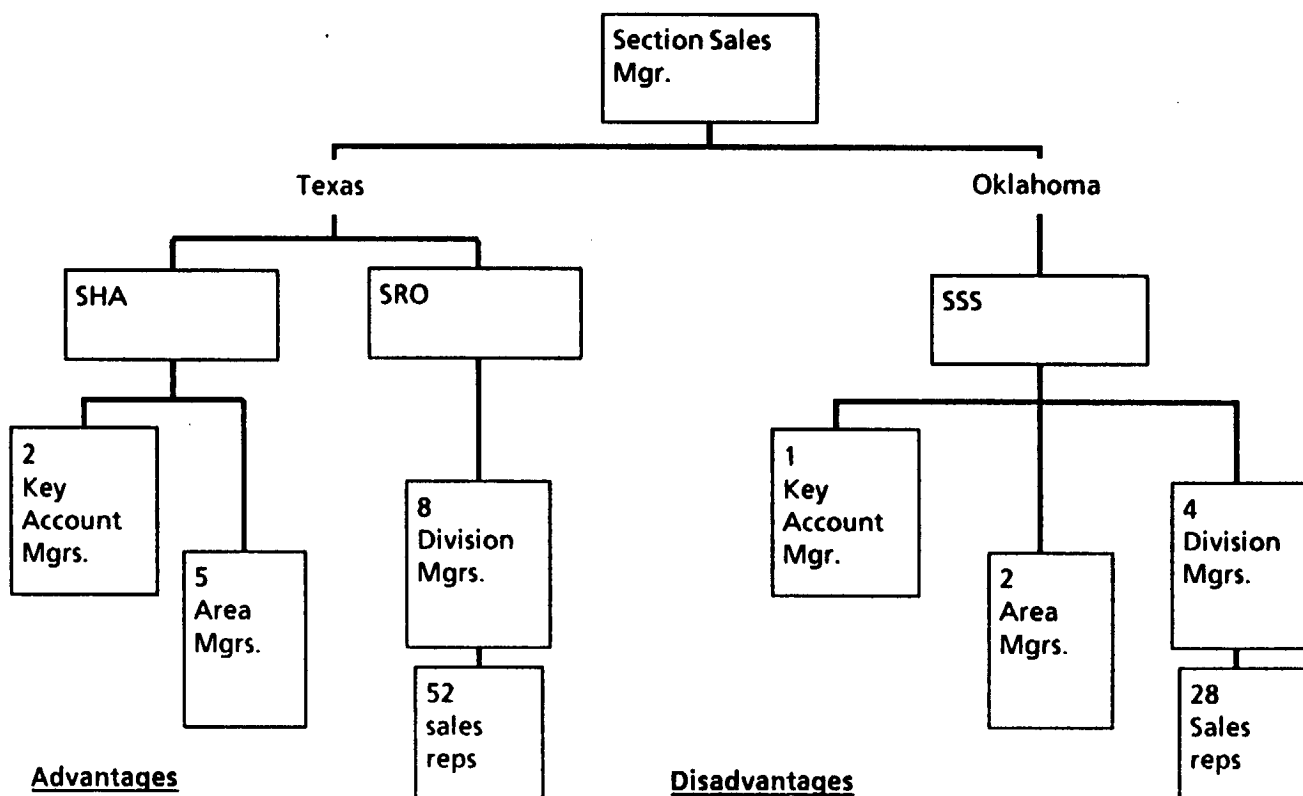 Section Sales
Mgr.
Texas
Oklahoma
SHA
SRO
SSS
2
Key
Account
Mgrs.
5
Area
Mgrs.
8
Division
Mgrs.
52
sales
reps
1
Key
Account
Mgr.
2
Area
Mgrs.
4
Division
Mgrs.
28
Sales
reps
Advantages
Disadvantages